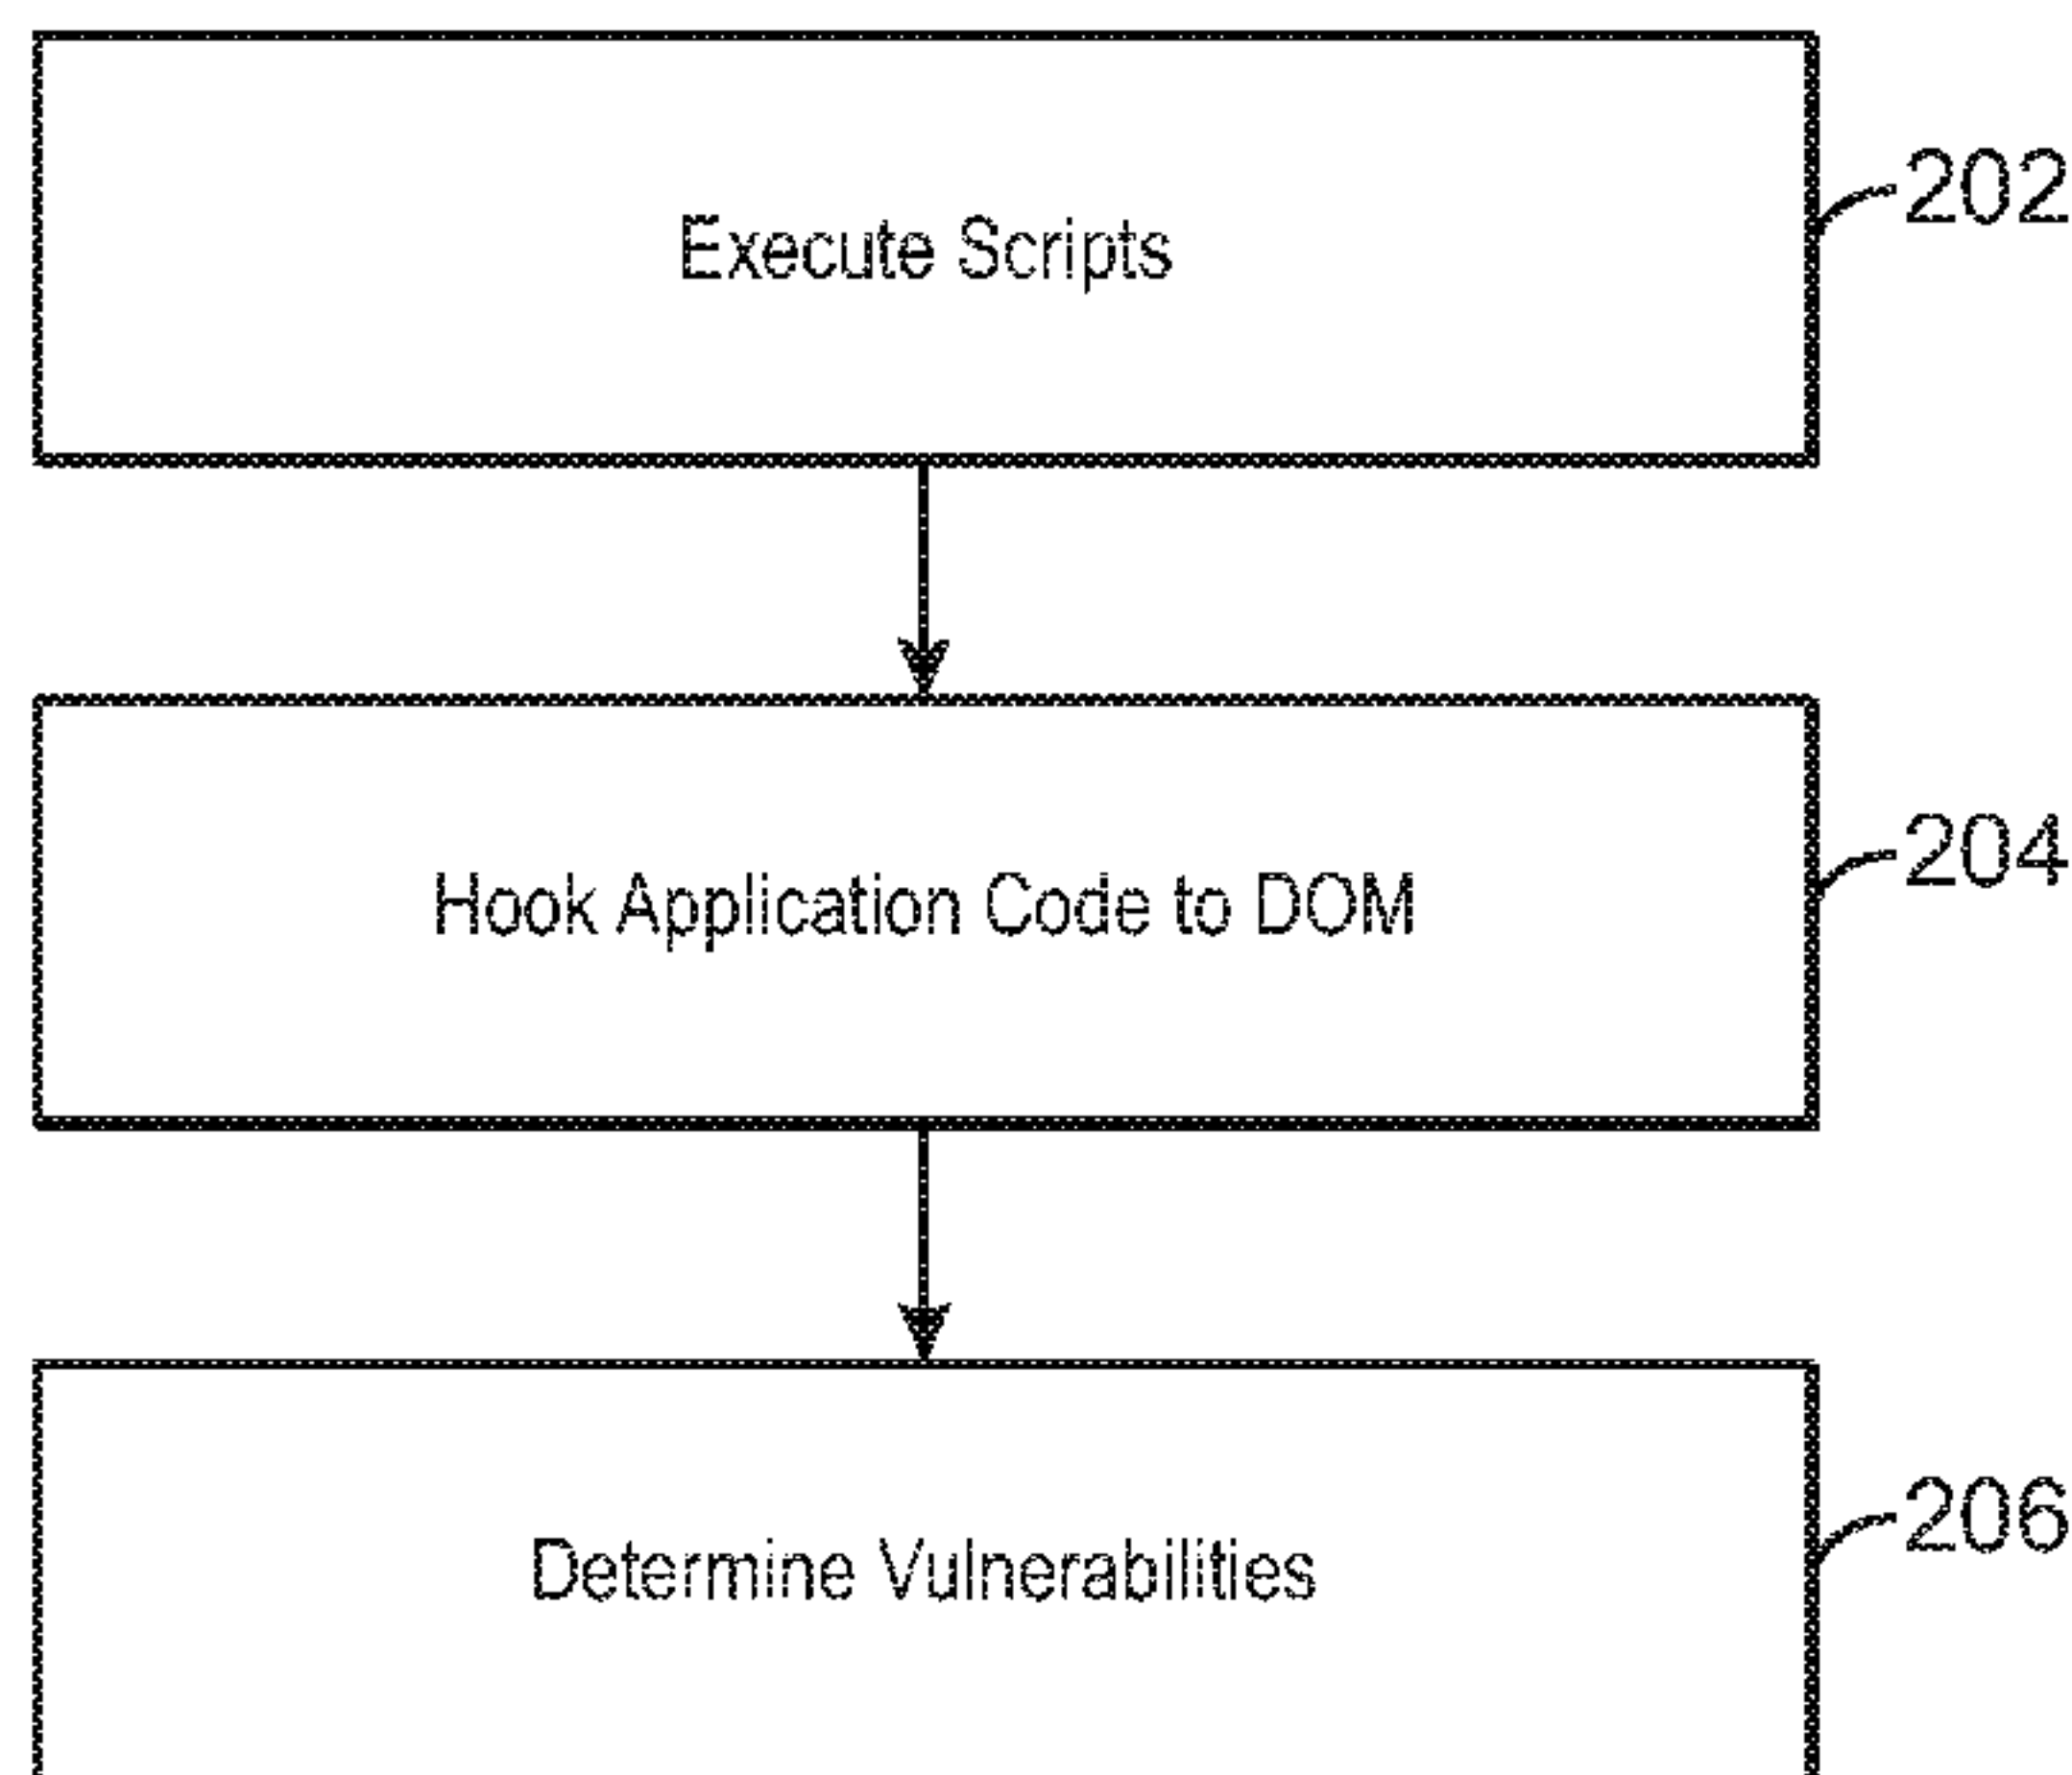 Execute Scripts
202
Hook Application Code to DOM
204
Determine Vulnerabilities
206